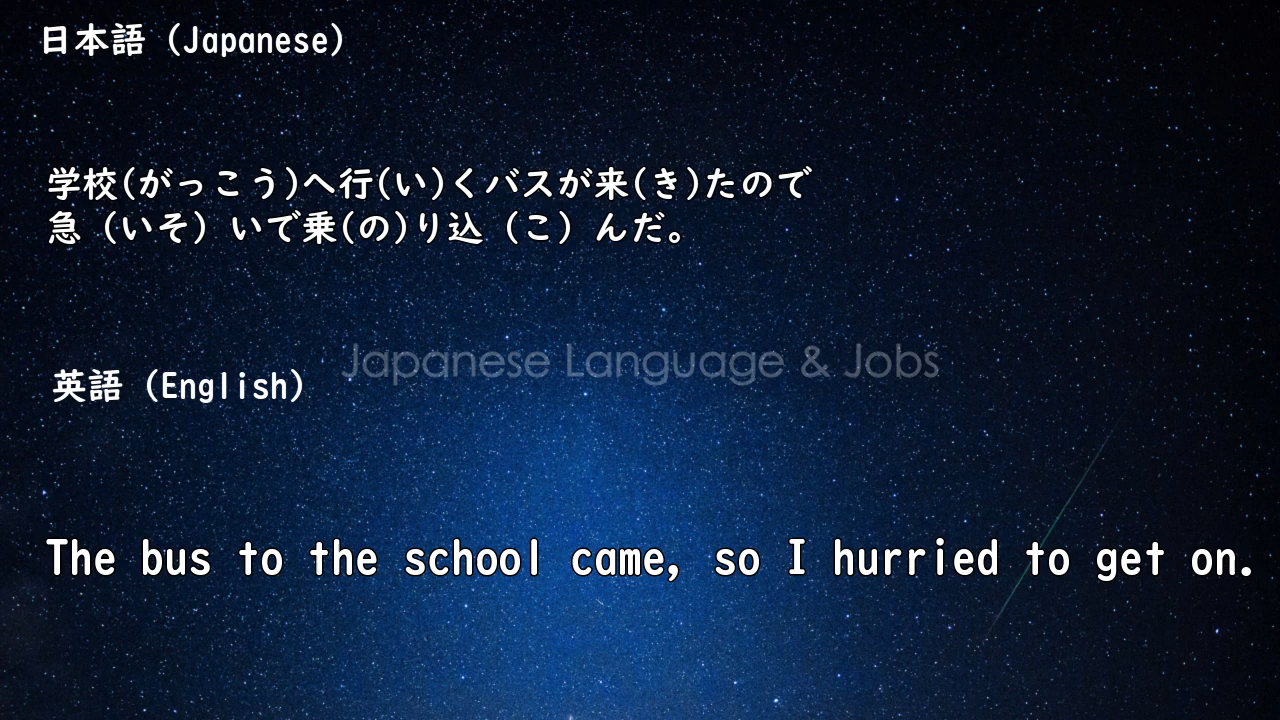 日本語（Japanese）
学校(がっこう)へ行(い)くバスが来(き)たので
急（いそ）いで乗(の)り込（こ）んだ。
Japanese Language & Jobs
英語（English）
The bus to the school came, so I hurried to get on.